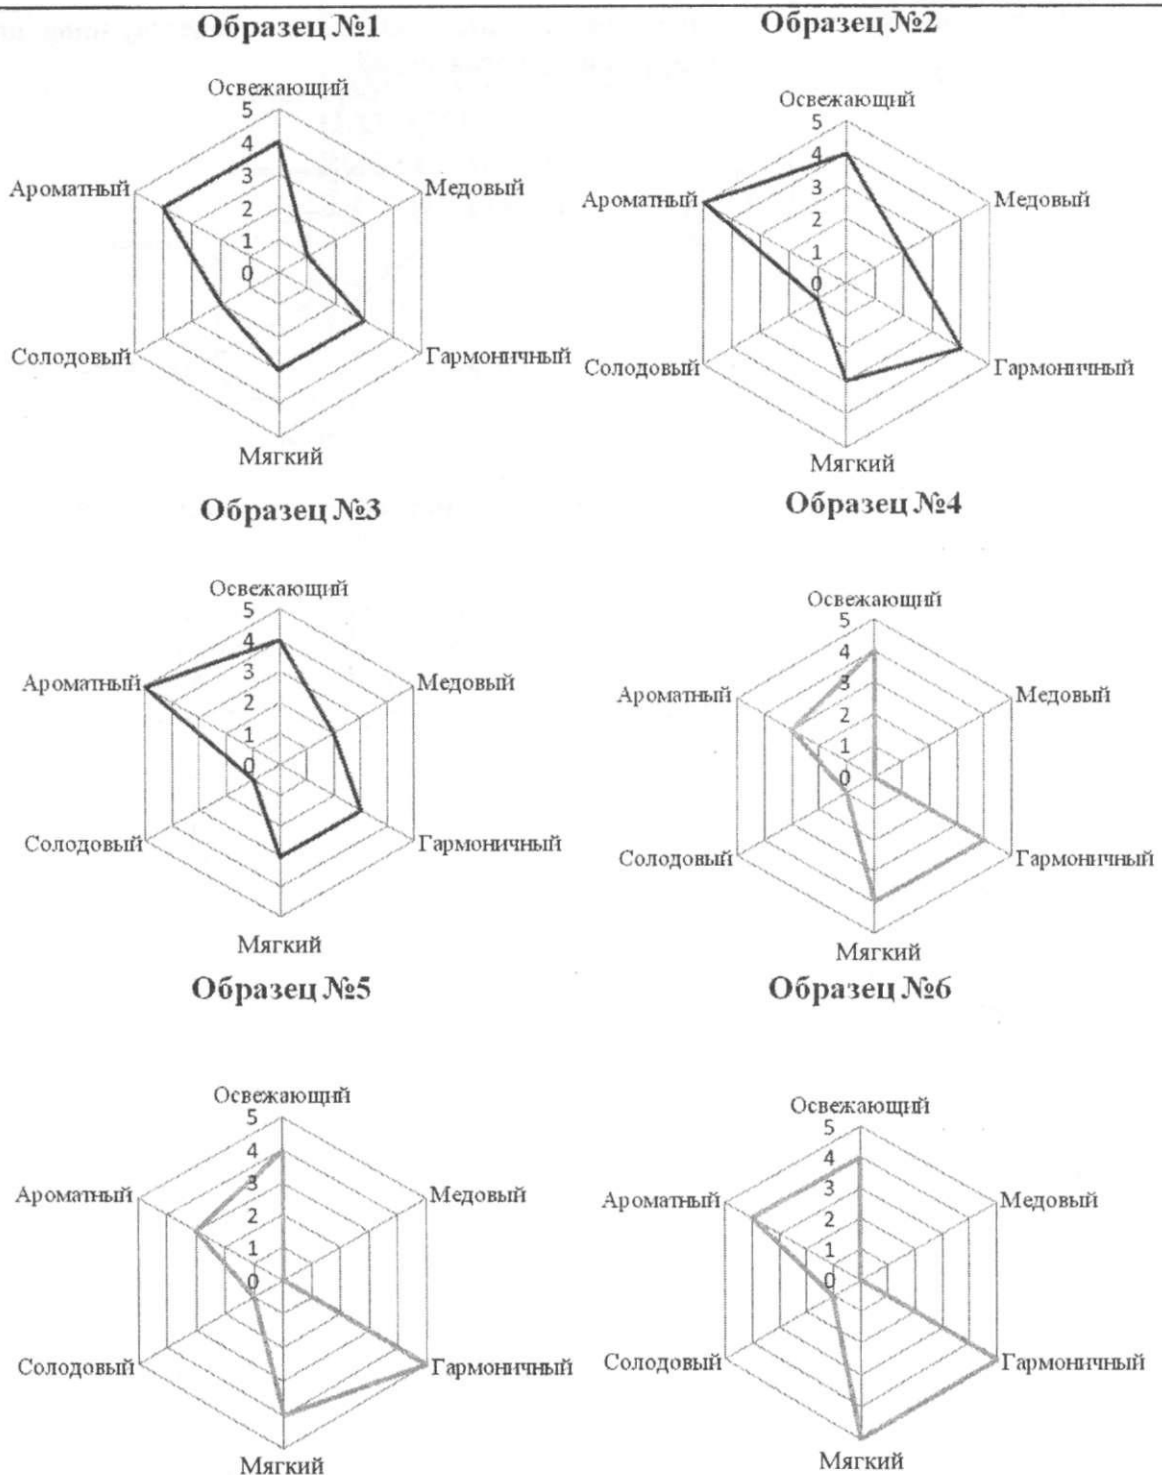 Образец №1
Образец №2
Освежающий
5
4
3
2
1
0
Ароматный
Медовый
Солодовый
Гармоничный
Мягкий
Освежающий
5
4
3
2
1
0
Ароматный
Медовый
Солодовый
Гармоничный
Мягкий
Образец №3
Образец №4
Освежающий
5
4
3
2
1
0
Ароматный
Медовый
Солодовый
Гармоничный
Мягкий
Освежающий
5
4
3
2
1
0
Ароматный
Медовый
Солодовый
Гармоничный
Мягкий
Образец №5
Образец №6
Освежающий
5
4
3
2
1
0
Ароматный
Медовый
Солодовый
Гармоничный
Мягкий
Освежающий
5
4
3
2
1
0
Ароматный
Медовый
Солодовый
Гармоничный
Мягкий